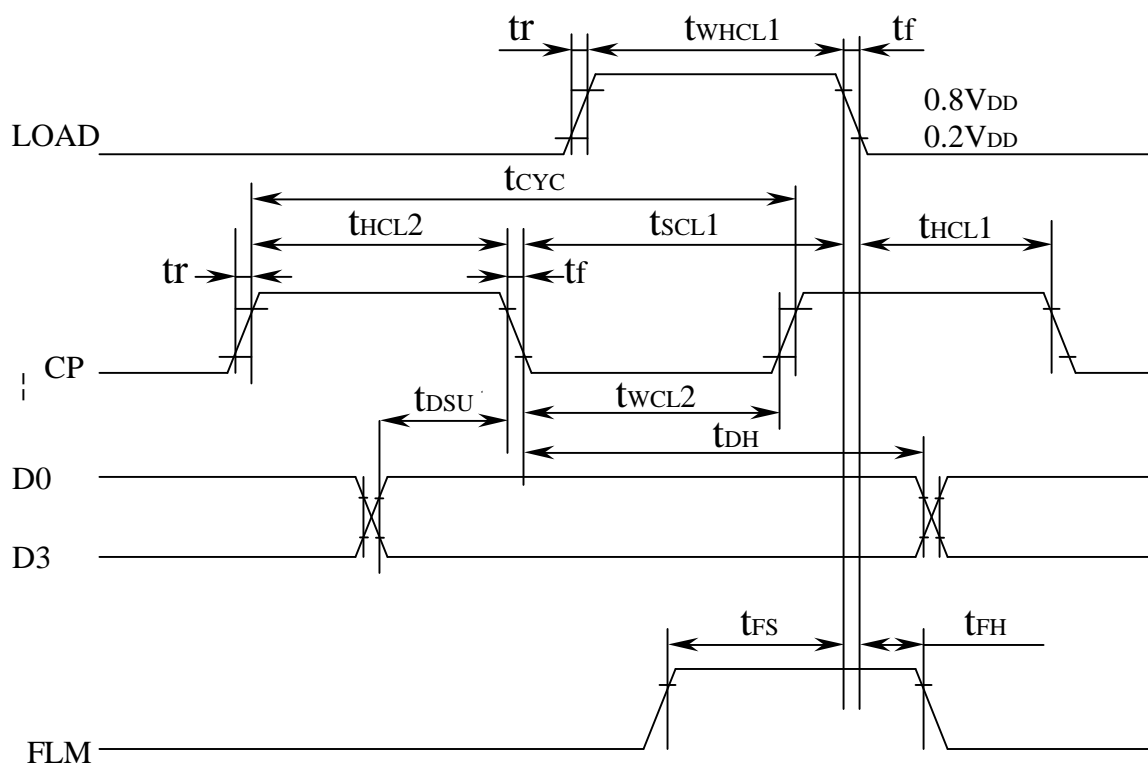 tr tWHCL1 tf
0.8VDD
LOAD 0.2VDD
tCYC
tHCL2 tSCL1 tHCL1
tr tf
CP
tDSU tWCL2
tDH
D0
D3
tFS tFH
FLM